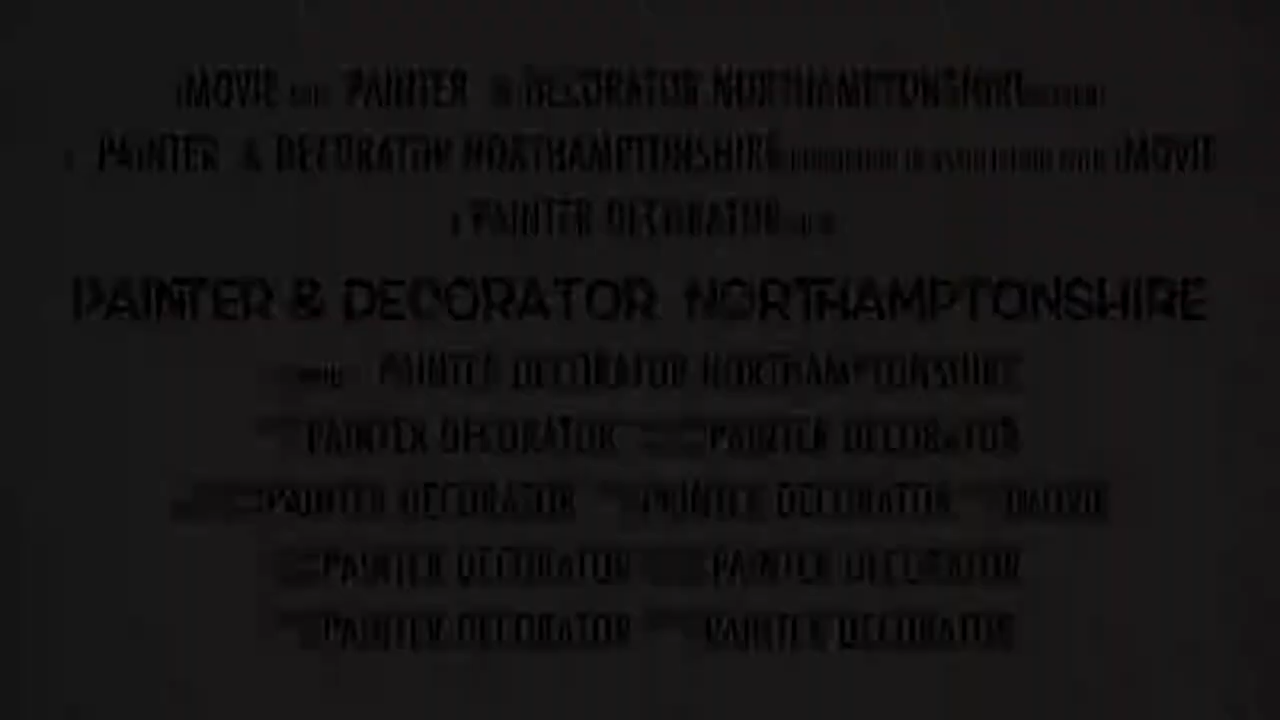 iMOVIE PAINTER & DECORATOR NORTHAMPTONSHIRE
PAINTER & DECORATOR NORTHAMPTONSHIRE iMOVIE
PAINTER DECORATOR
PAINTER & DECORATOR NORTHAMPTONSHIRE
PAINTER DECORATOR NORTHAMPTONSHIRE
PAINTER DECORATOR PAINTER DECORATOR
PAINTER DECORATOR PAINTER DECORATOR iMOVIE
PAINTER DECORATOR PAINTER DECORATOR
PAINTER DECORATOR PAINTER DECORATOR